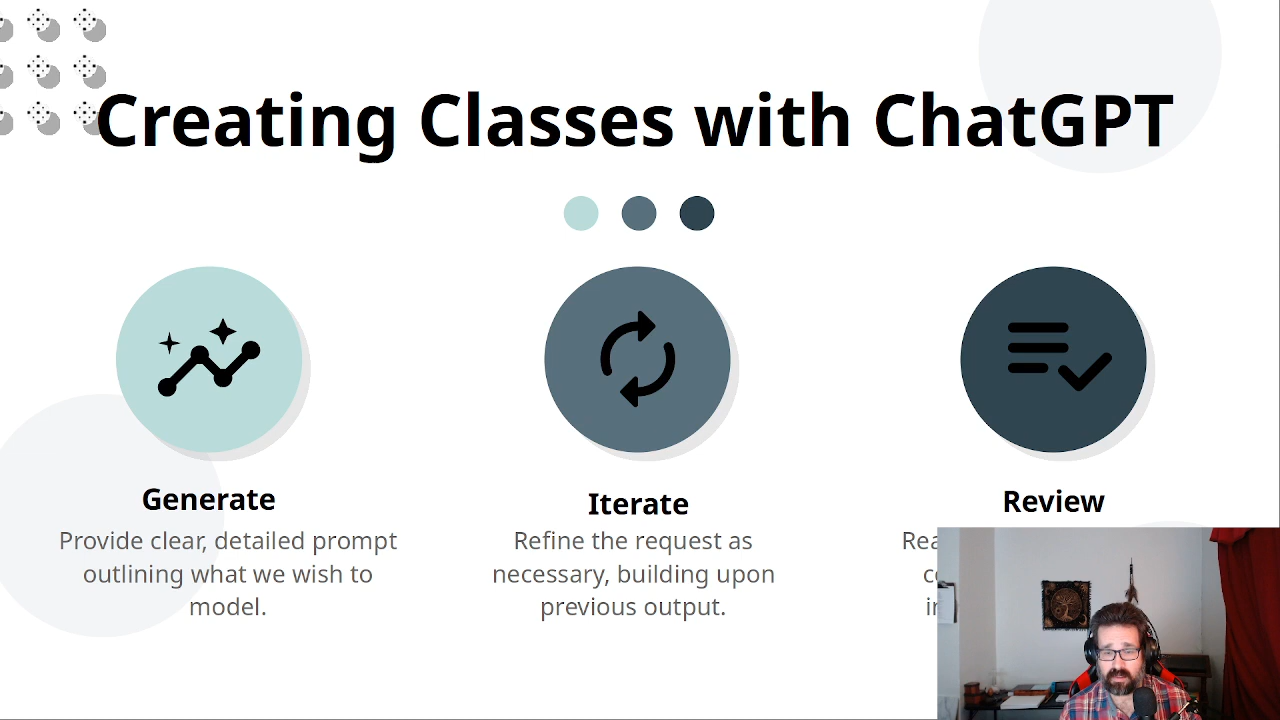 Creating Classes with ChatGPT
Generate
Provide clear, detailed prompt
outlining what we wish to
model.
Iterate
Refine the request as
necessary, building upon
previous output.
Review